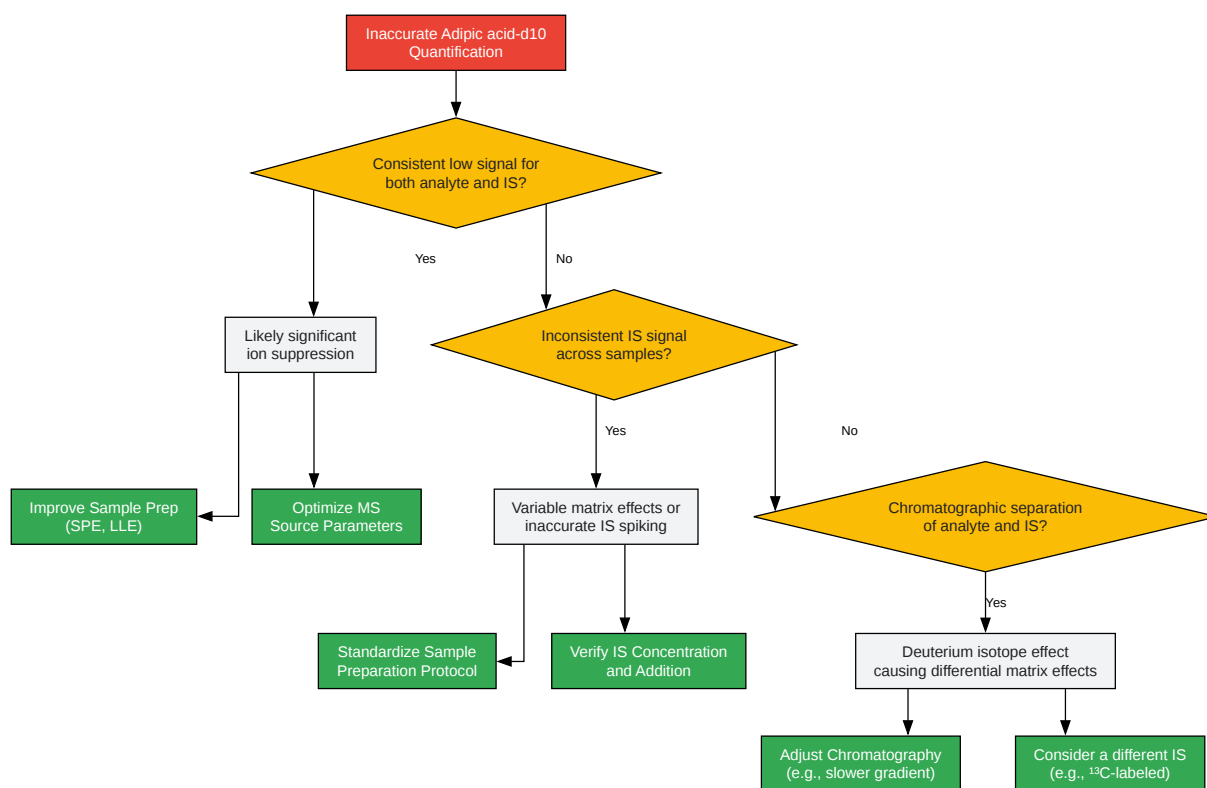 Inaccurate Adipic acid-d10
Quantification
Consistent low signal for
both analyte and IS?
Yes
No
Likely significant
ion suppression
Inconsistent IS signal
across samples?
Yes
No
Improve Sample Prep
(SPE, LLE)
Optimize MS
Source Parameters
Variable matrix effects or
inaccurate IS spiking
Chromatographic separation
of analyte and IS?
Yes
Standardize Sample
Preparation Protocol
Verify IS Concentration
and Addition
Deuterium isotope effect
causing differential matrix effects
Adjust Chromatography
(e.g., slower gradient)
Consider a different IS
(e.g., ¹³C-labeled)